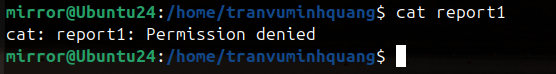 mirror@Ubuntu24:/home/tranvuminhquang$ cat report1
cat: report1: Permission denied
mirror@Ubuntu24:/home/tranvuminhquang$